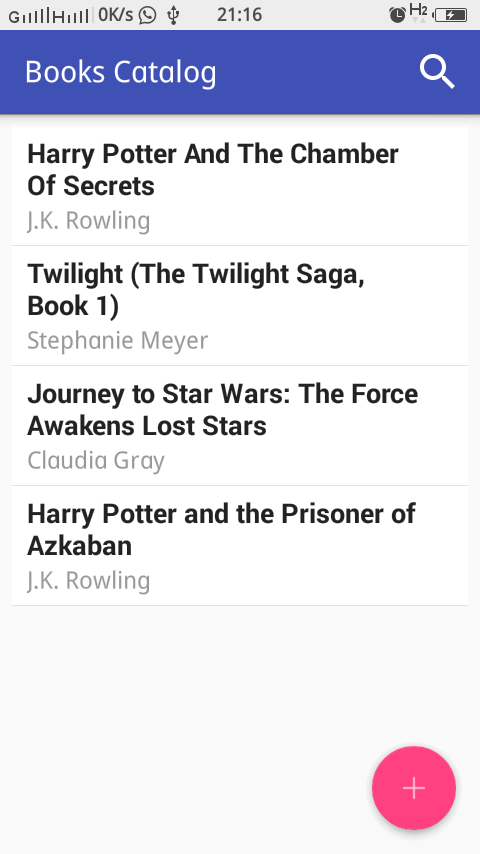 G H 0K/s 21:16 H2
Books Catalog
Harry Potter And The Chamber
Of Secrets
J.K. Rowling
Twilight (The Twilight Saga,
Book 1)
Stephanie Meyer
Journey to Star Wars: The Force
Awakens Lost Stars
Claudia Gray
Harry Potter and the Prisoner of
Azkaban
J.K. Rowling